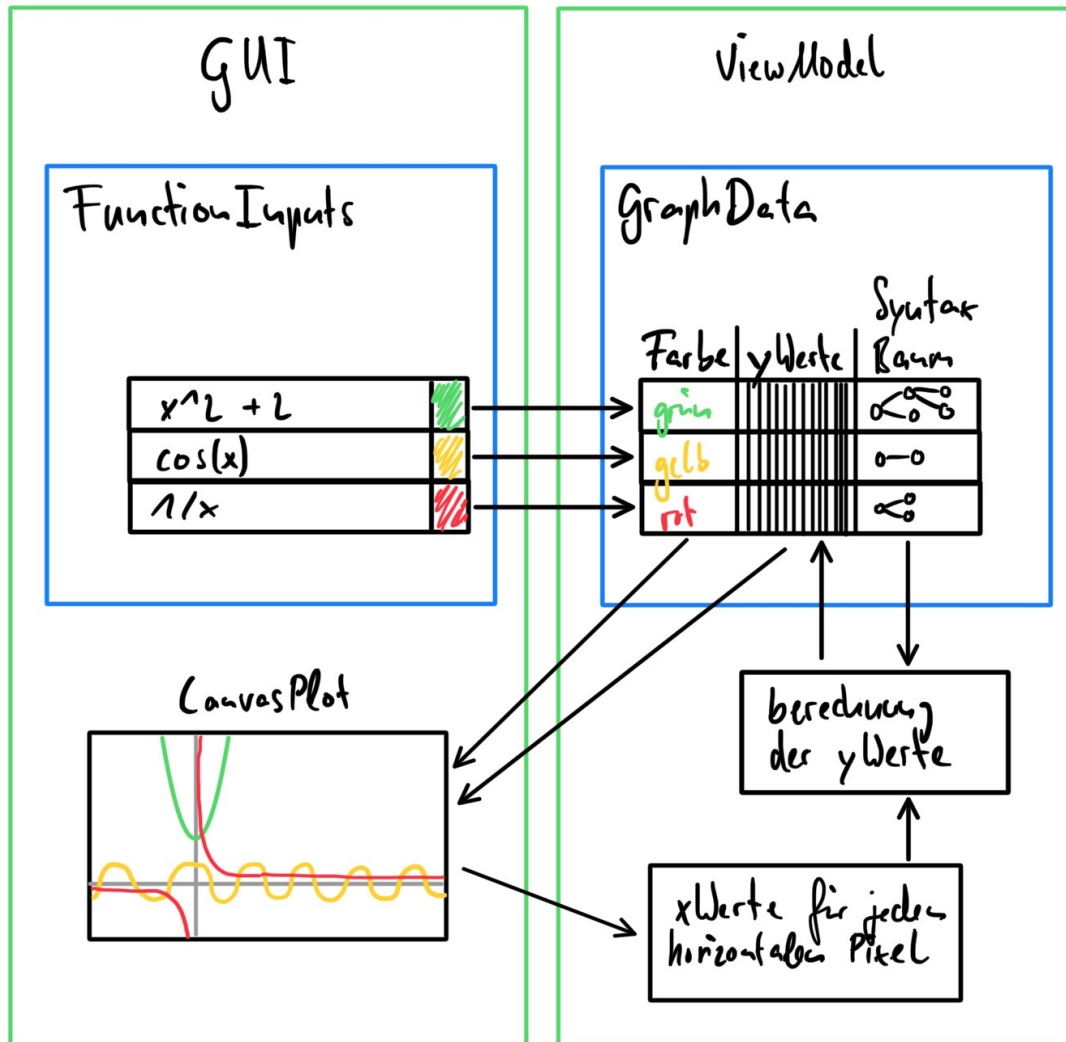 GUI
FunctionInputs
x^2 + 2
cos(x)
1/x
CanvasPlot
ViewModel
GraphData
Syntax
Farbe yWerte Baum
grün
gelb
rot
berechnung
der yWerte
xWerte für jeden
horizontalen Pixel